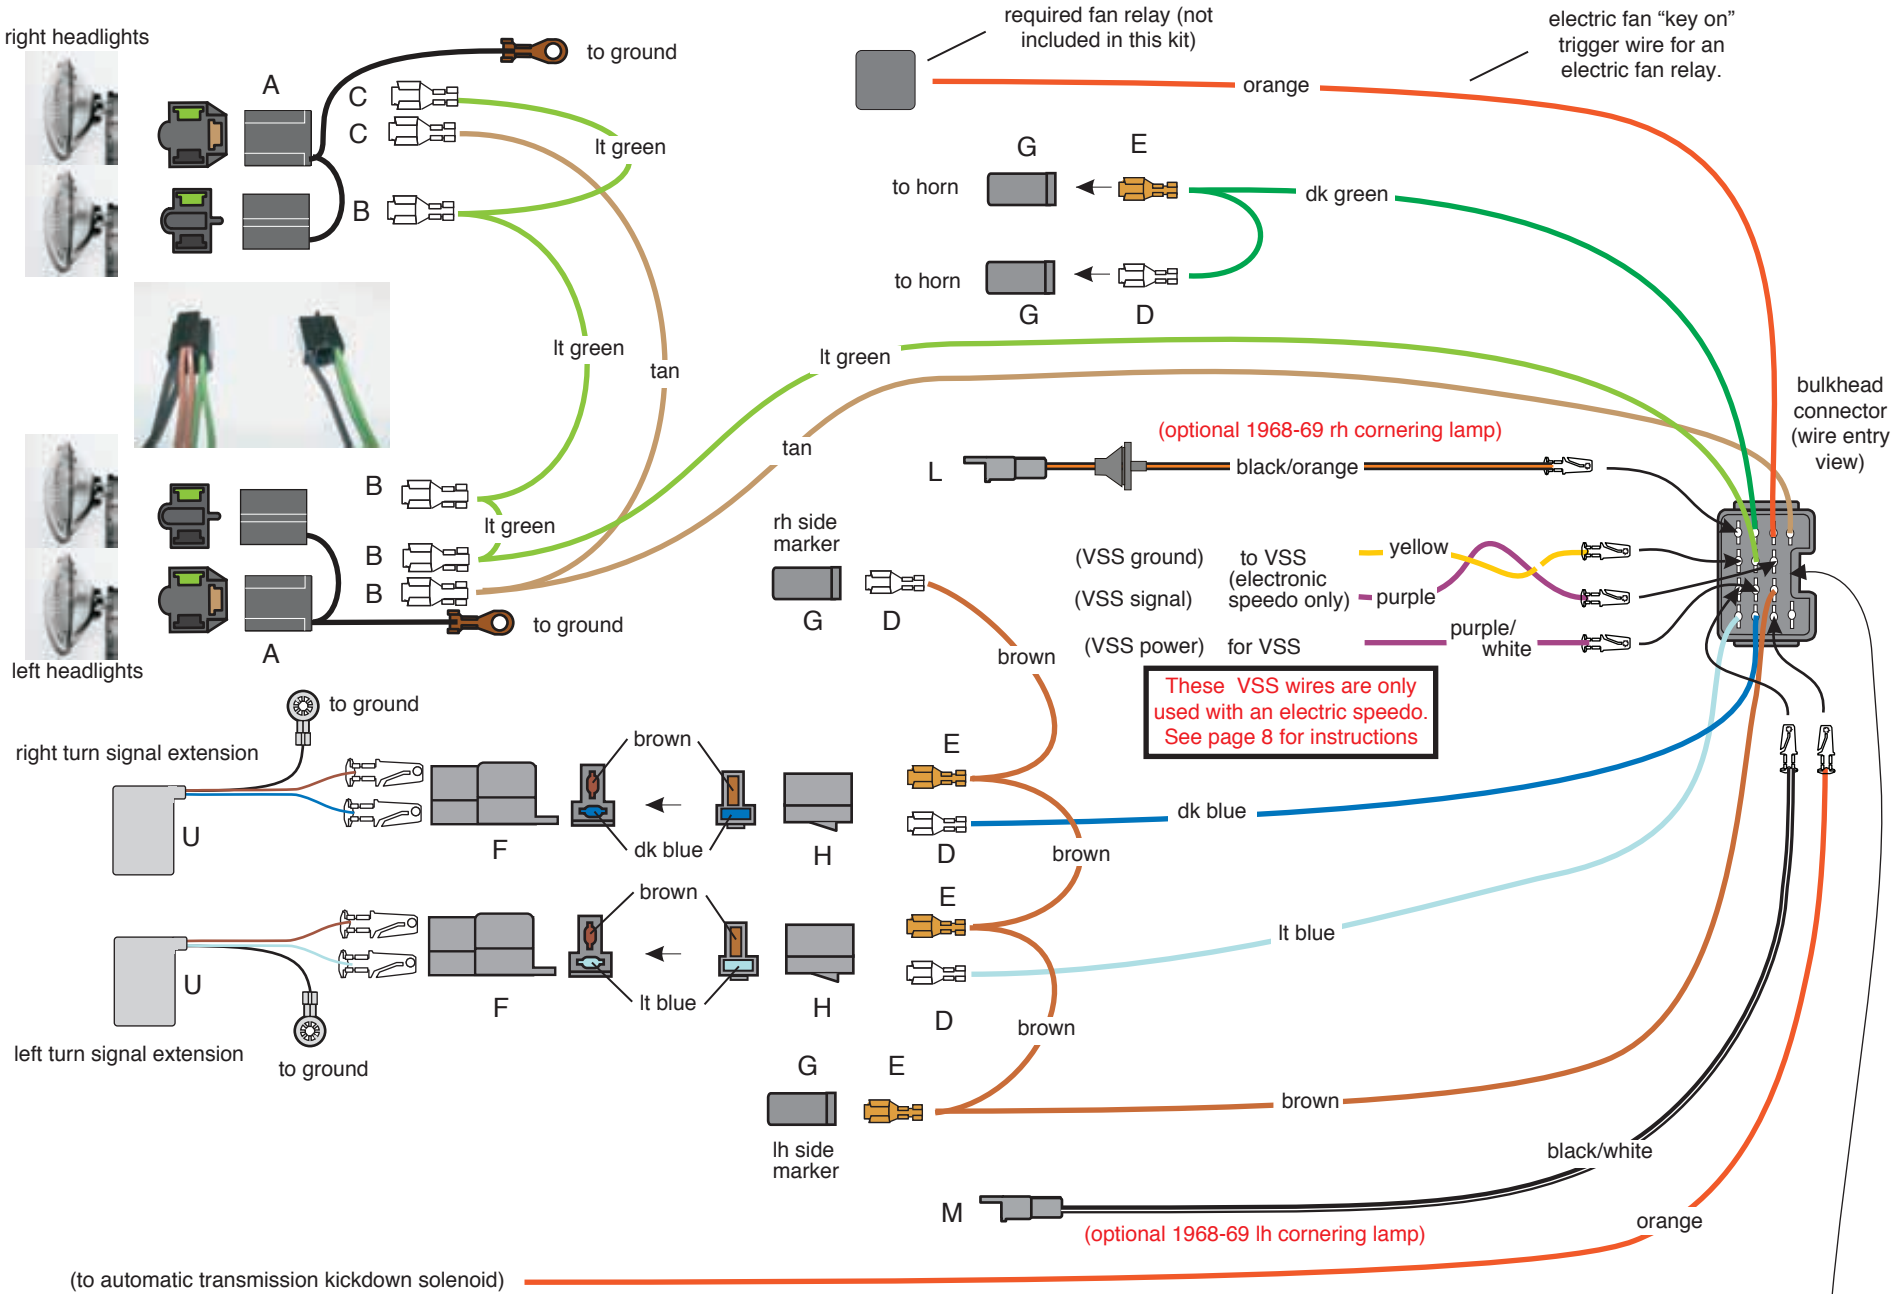 right headlights
A
to ground
C
C
lt green
B
required fan relay (not
included in this kit)
orange
electric fan “key on”
trigger wire for an
electric fan relay.
G
E
to horn
dk green
to horn
G
D
lt green
tan
lt green
tan
bulkhead
connector
(wire entry
view)
(optional 1968-69 rh cornering lamp)
L
black/orange
B
lt green
B
B
to ground
A
left headlights
rh side
marker
G
D
(VSS ground)
to VSS
(electronic
speedo only)
yellow
(VSS signal)
purple
(VSS power)
for VSS
purple/
white
These VSS wires are only
used with an electric speedo.
See page 8 for instructions
brown
to ground
right turn signal extension
brown
E
U
F
dk blue
H
D
dk blue
brown
brown
E
lt blue
U
F
lt blue
H
D
left turn signal extension
to ground
brown
G
E
brown
lh side
marker
black/white
M
(optional 1968-69 lh cornering lamp)
orange
(to automatic transmission kickdown solenoid)